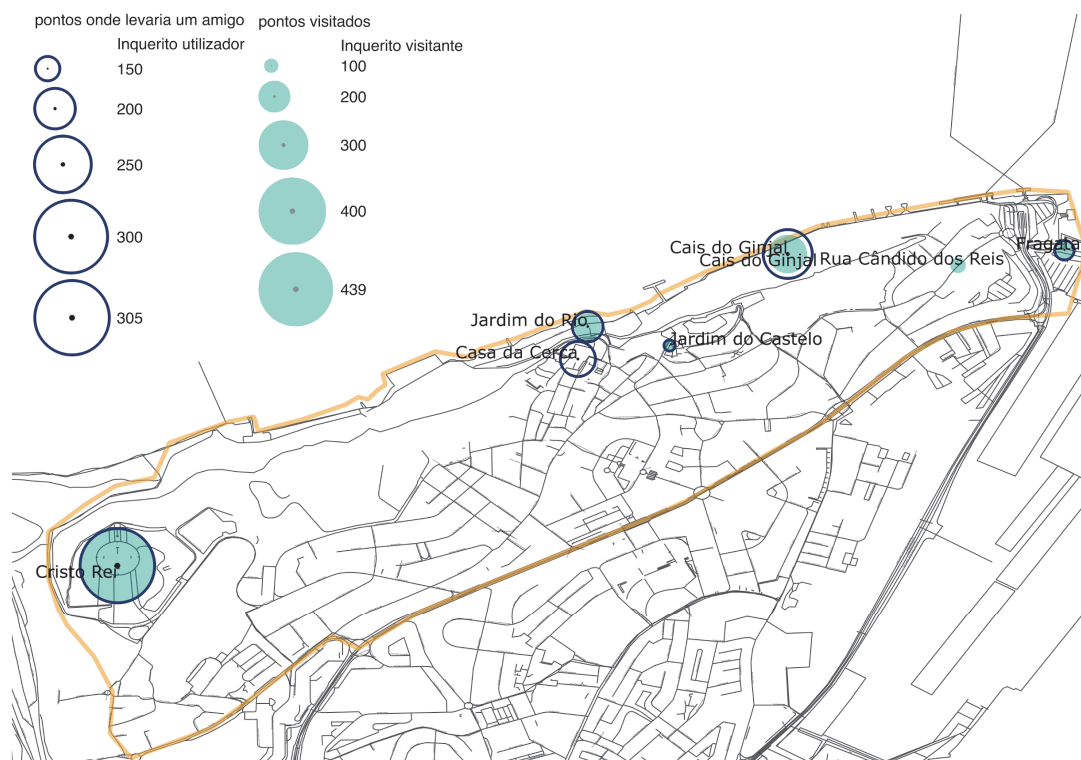 pontos onde levaria um amigo
Inquerito utilizador
150
200
250
300
305
pontos visitados
Inquerito visitante
100
200
300
400
439
Fragata
Cais do Ginjal
Cais do Ginjal
Rua Cândido dos Reis
Jardim do Rio
Jardim do Castelo
Casa da Cerca
Cristo Rei